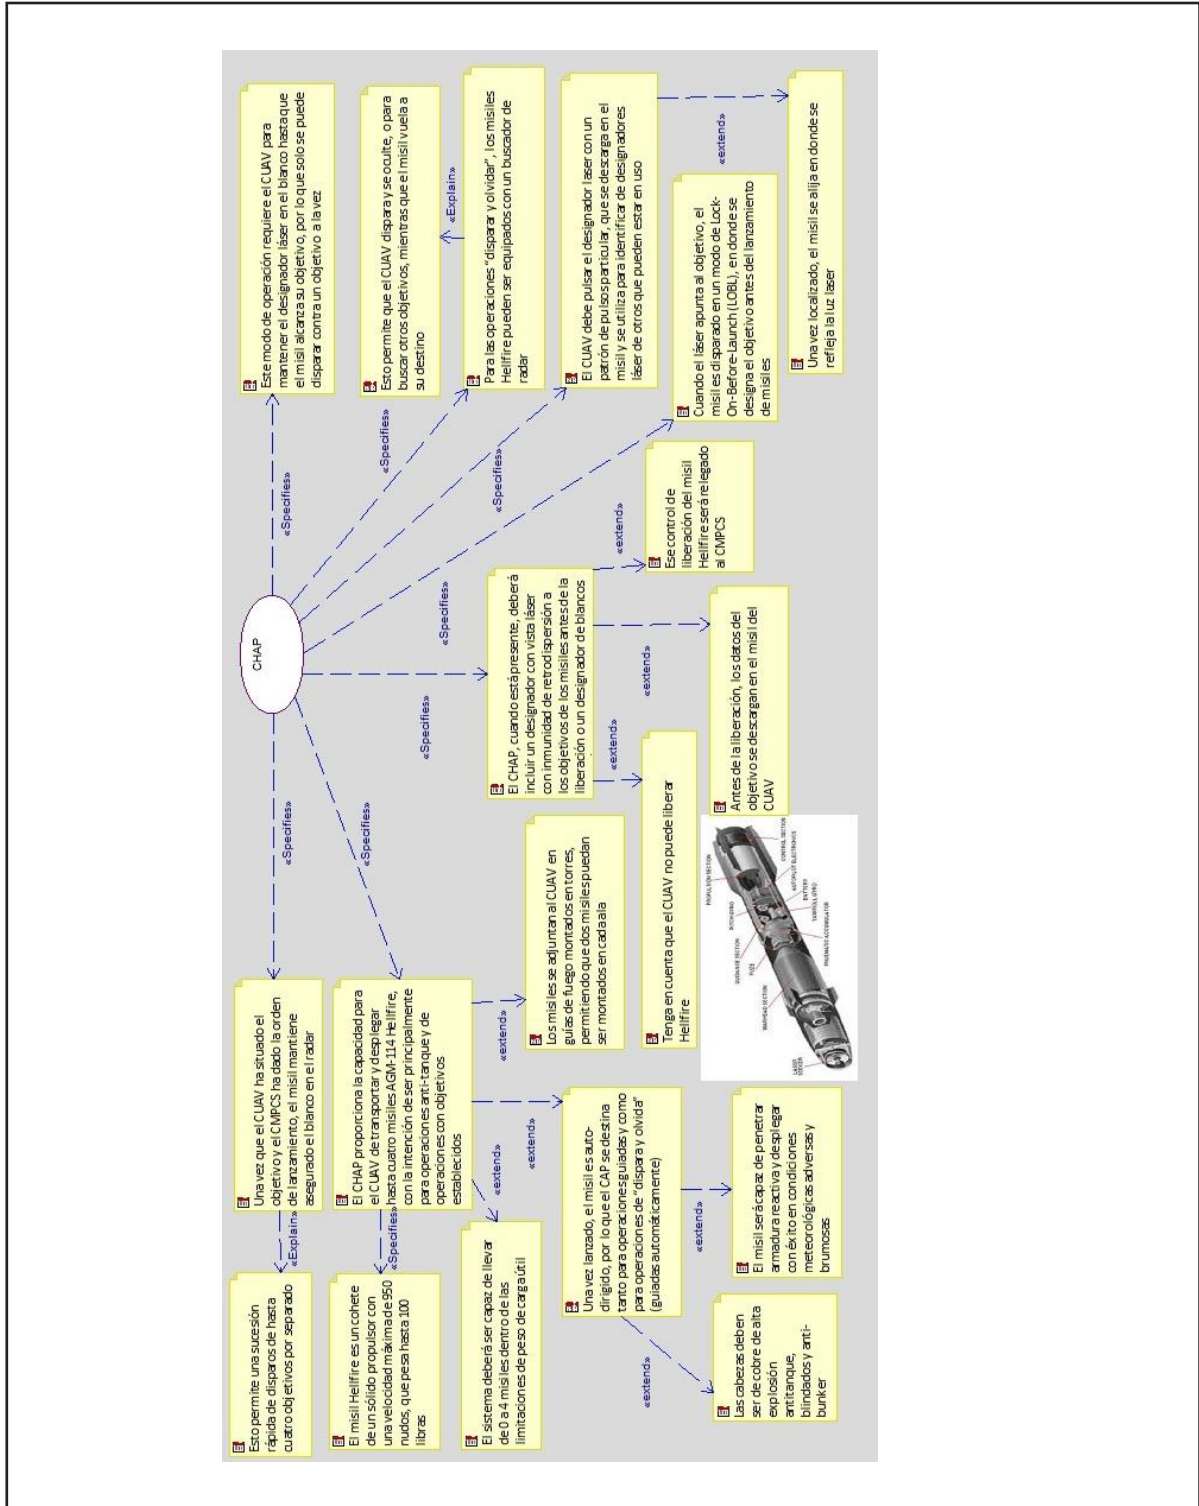 Esto permite una sucesión
rápida de disparos de hasta
cuatro objetivos por separado
«Explain»
Una vez que el CUAV ha situado el
objetivo y el CMPCS ha dado la orden
de lanzamiento, el misil mantiene
asegurado el blanco en el radar
«Specifies»
CHAP
«Specifies»
Este modo de operación requiere el CUAV para
mantener el designador láser en el blanco hasta que
el misil alcanza su objetivo, por lo que solo se puede
disparar contra un objetivo a la vez
El misil Hellfire es un cohete
de un sólido propulsor con
una velocidad máxima de 950
nudos, que pesa hasta 100
libras
«Specifies»
El CHAP proporciona la capacidad para
el CUAV de transportar y desplegar
hasta cuatro misiles AGM-114 Hellfire,
con la intención de ser principalmente
para operaciones anti-tanque y de
operaciones con objetivos
establecidos
«Specifies»
«Specifies»
Esto permite que el CUAV dispara y se oculte, o para
buscar otros objetivos, mientras que el misil vuela a
su destino
«Explain»
Para las operaciones "disparar y olvidar", los misiles
Hellfire pueden ser equipados con un buscador de
radar
«Specifies»
El CUAV debe pulsar el designador laser con un
patrón de pulsos particular, que se descarga en el
misil y se utiliza para identificar de designadores
láser de otros que pueden estar en uso
«extend»
«Specifies»
Cuando el láser apunta al objetivo, el
misil es disparado en un modo de Lock-
On-Before-Launch (LOBL), en donde se
designa el objetivo antes del lanzamiento
de misiles
Una vez localizado, el misil se alija en donde se
refleja la luz laser
«Specifies»
El CHAP, cuando está presente, deberá
incluir un designador con vista láser
con inmunidad de retrodispersión a
los objetivos de los misiles antes de la
liberación o un designador de blancos
«extend»
Ese control de
liberación del misil
Hellfire será relegado
al CMPCS
«extend»
Antes de la liberación, los datos del
objetivo se descargan en el misil del
CUAV
«extend»
Tenga en cuenta que el CUAV no puede liberar
Hellfire
«extend»
Los misiles se adjuntan al CUAV en
guías de fuego montados en torres,
permitiendo que dos misiles puedan
ser montados en cada ala
«extend»
El sistema deberá ser capaz de llevar
de 0 a 4 misiles dentro de las
limitaciones de peso de carga útil
«extend»
Una vez lanzado, el misil es auto-
dirigido, por lo que el CAP se destina
tanto para operaciones guiadas y como
para operaciones de "dispara y olvida"
(guiadas automáticamente)
«extend»
El misil será capaz de penetrar
armadura reactiva y desplegar
con éxito en condiciones
meteorológicas adversas y
brumosas
«extend»
Las cabezas deben
ser de cobre de alta
explosión
antitanque,
blindados y anti-
bunker
LASER
SEEKER
WARHEAD SECTION
FUZE
GUIDANCE SECTION
PITCH GYRO
PROPULSION SECTION
PNEUMATIC ACCUMULATOR
YAW/ROLL GYRO
BATTERY
AUTOPILOT ELECTRONICS
CONTROL SECTION